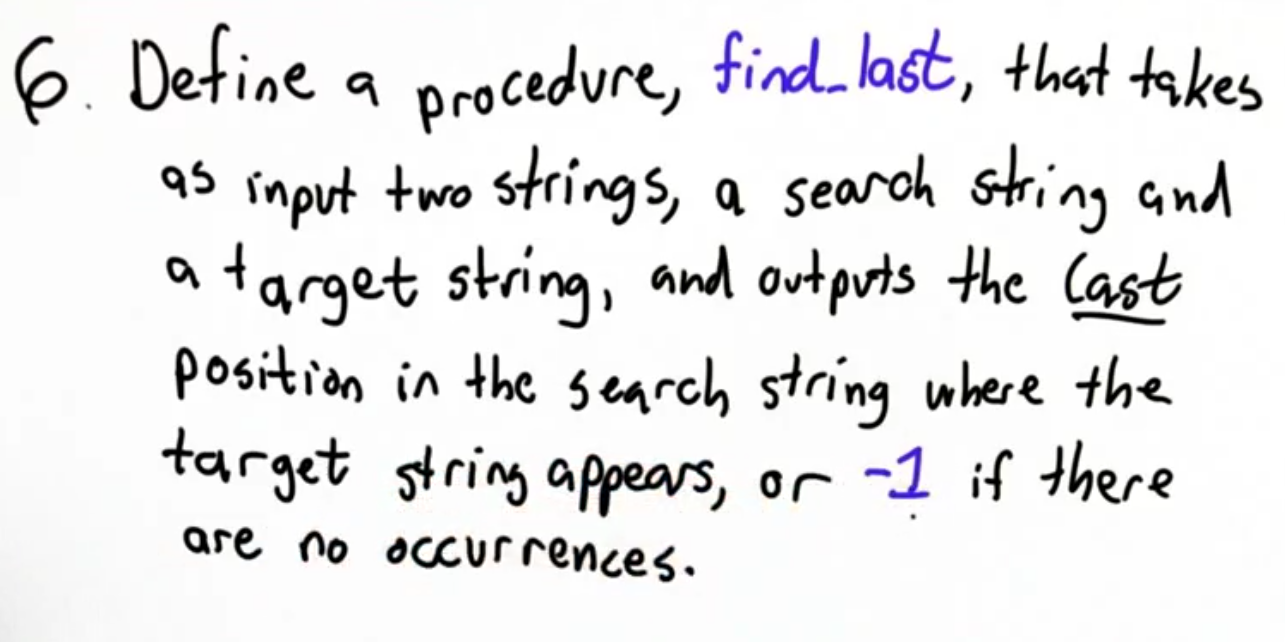 6. Define a procedure, find_last, that takes
as input two strings, a search string and
a target string, and outputs the last
position in the search string where the
target string appears, or -1 if there
are no occurrences.